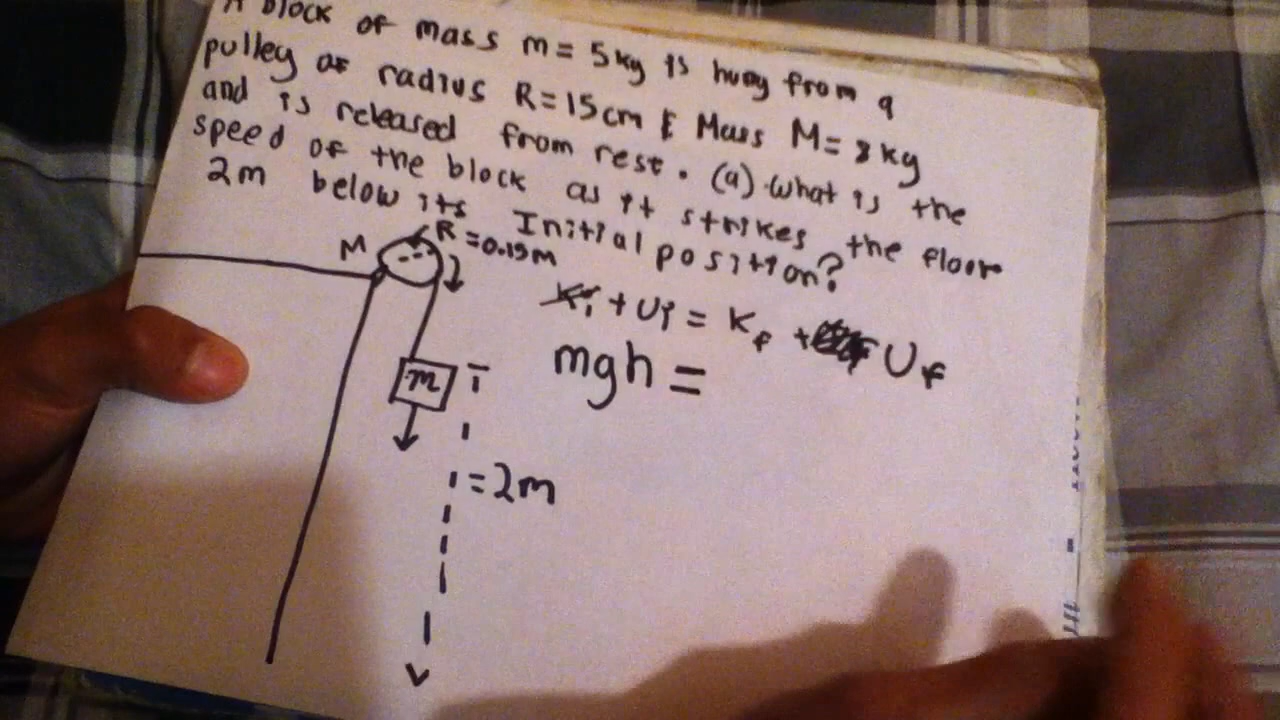 A block of mass m = 5kg is hung from a
pulley of radius R = 15cm & Mass M = 8kg
and is released from rest. (a) what is the
speed of the block as it strikes the floor
2m below its Initial position?
M
R = 0.15m
Ki + Ui = Kf + Uf
mgh =
m
= 2m